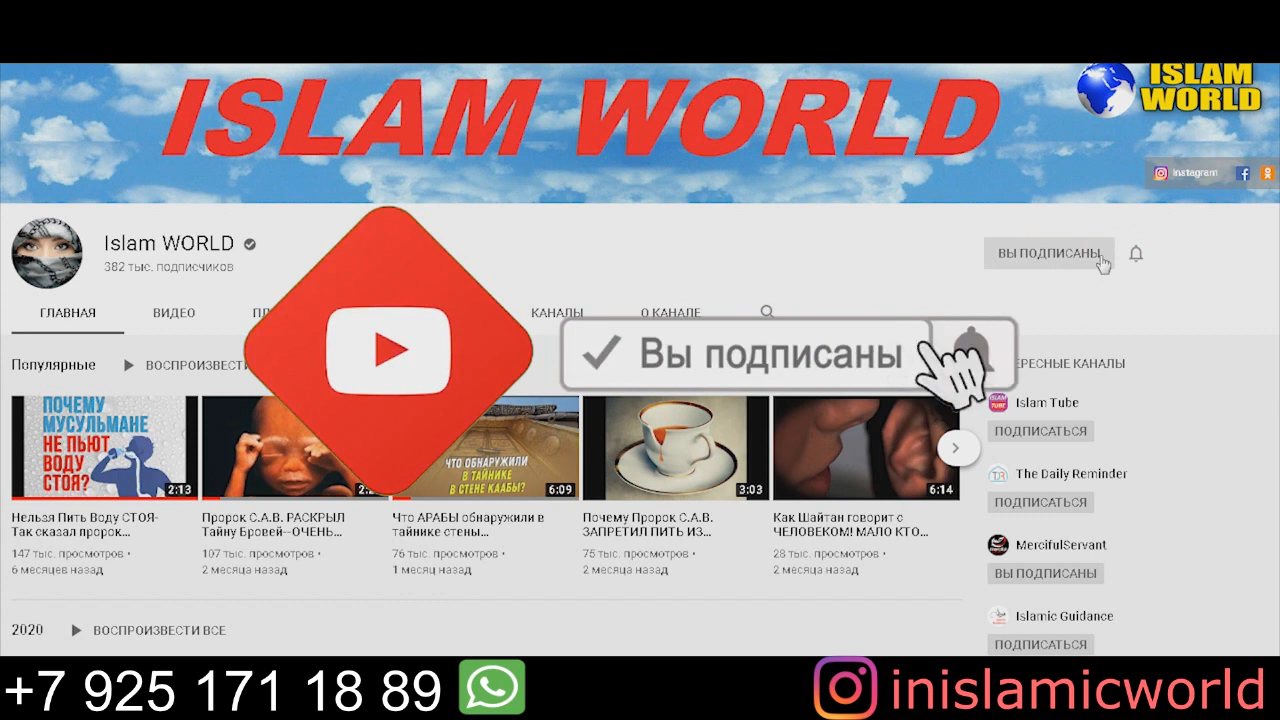 ISLAM WORLD
ISLAM
WORLD
Instagram
Islam WORLD
382 тыс. подписчиков
ВЫ ПОДПИСАНЫ
ГЛАВНАЯ
ВИДЕО
КАНАЛЫ
О КАНАЛЕ
Вы подписаны
Популярные
ВОСПРОИЗВЕСТИ
ЕРЕСНЫЕ КАНАЛЫ
ПОЧЕМУ
МУСУЛЬМАНЕ
НЕ ПЬЮТ
ВОДУ
СТОЯ?
2:13
ЧТО ОБНАРУЖИЛИ
В ТАЙНИКЕ
В СТЕНЕ КААБЫ?
6:09
3:03
6:14
Нельзя Пить Воду СТОЯ-
Так сказал пророк...
147 тыс. просмотров •
6 месяцев назад
Пророк С.А.В. РАСКРЫЛ
Тайну Бровей--ОЧЕНЬ...
107 тыс. просмотров •
2 месяца назад
Что АРАБЫ обнаружили в
тайнике стены...
76 тыс. просмотров •
1 месяц назад
Почему Пророк С.А.В.
ЗАПРЕТИЛ ПИТЬ ИЗ...
75 тыс. просмотров •
2 месяца назад
Как Шайтан говорит с
ЧЕЛОВЕКОМ! МАЛО КТО...
28 тыс. просмотров •
2 месяца назад
Islam Tube
ПОДПИСАТЬСЯ
The Daily Reminder
ПОДПИСАТЬСЯ
MercifulServant
ВЫ ПОДПИСАНЫ
Islamic Guidance
ПОДПИСАТЬСЯ
2020
ВОСПРОИЗВЕСТИ ВСЕ
+7 925 171 18 89
inislamicworld